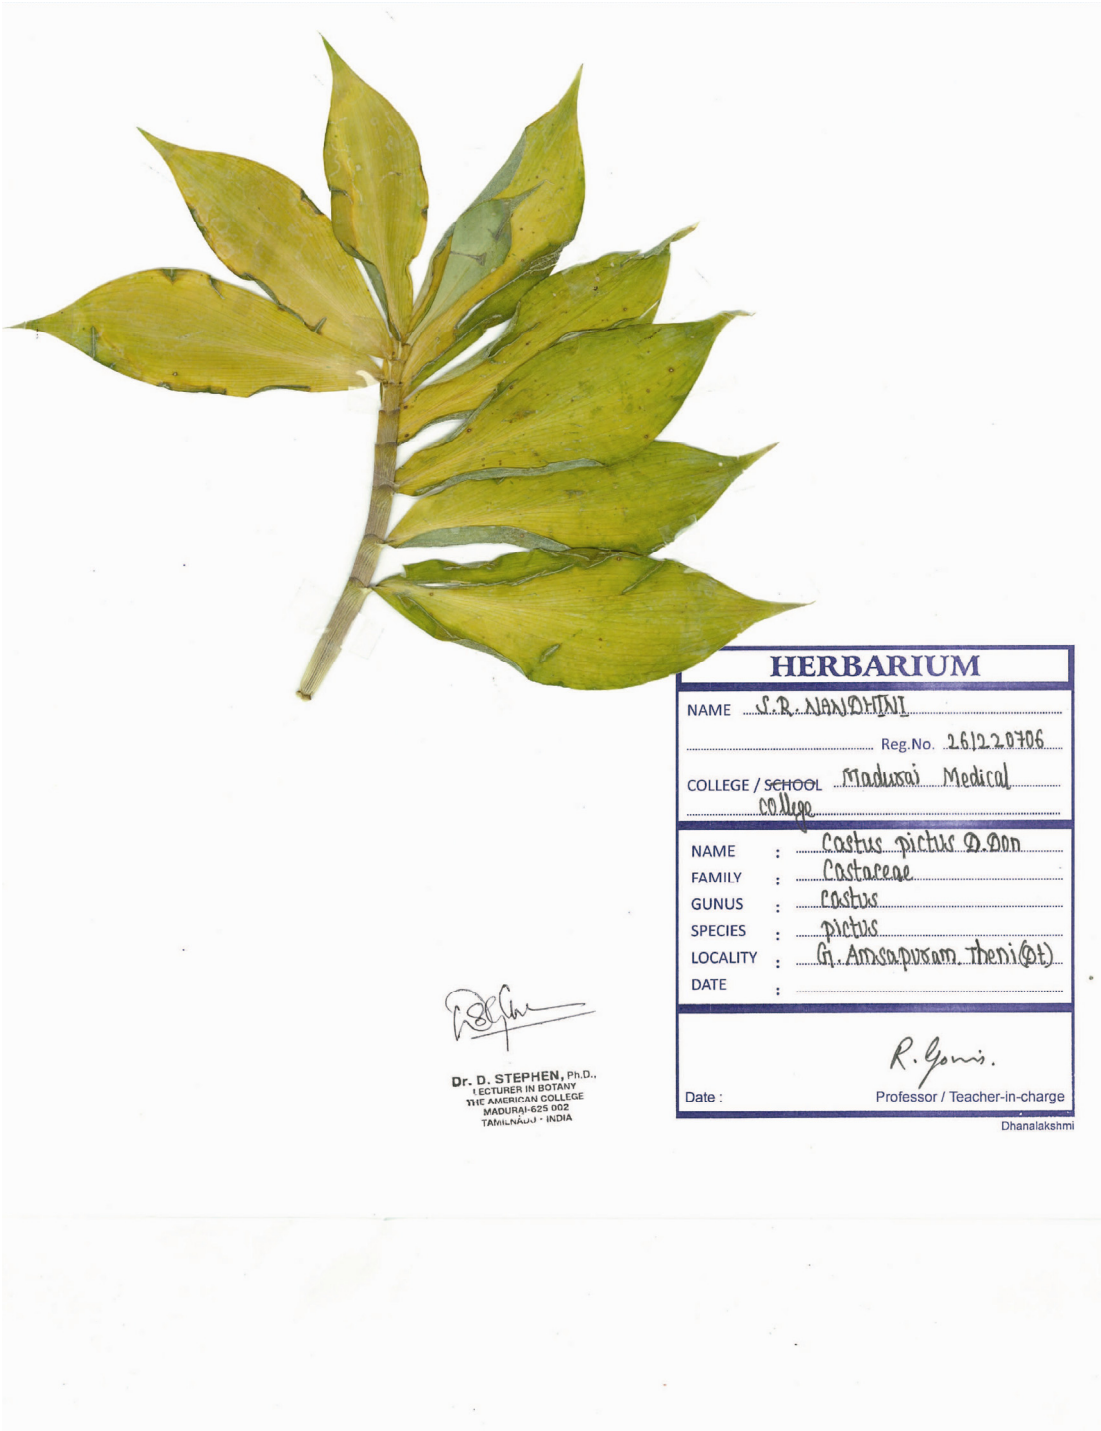 HERBARIUM
NAME S.R. NANDHINI
Reg.No. 261220706
COLLEGE / SCHOOL Madurai Medical
College
NAME : Costus pictus D.Don
FAMILY : Costaceae
GUNUS : Costus
SPECIES : pictus
LOCALITY : G. Amsapuram. Theni (Dt)
DATE :
R.
Date : Professor / Teacher-in-charge
Dhanalakshmi
Dr. D. STEPHEN, Ph.D.,
LECTURER IN BOTANY
THE AMERICAN COLLEGE
MADURAI-625 002
TAMILNADU - INDIA